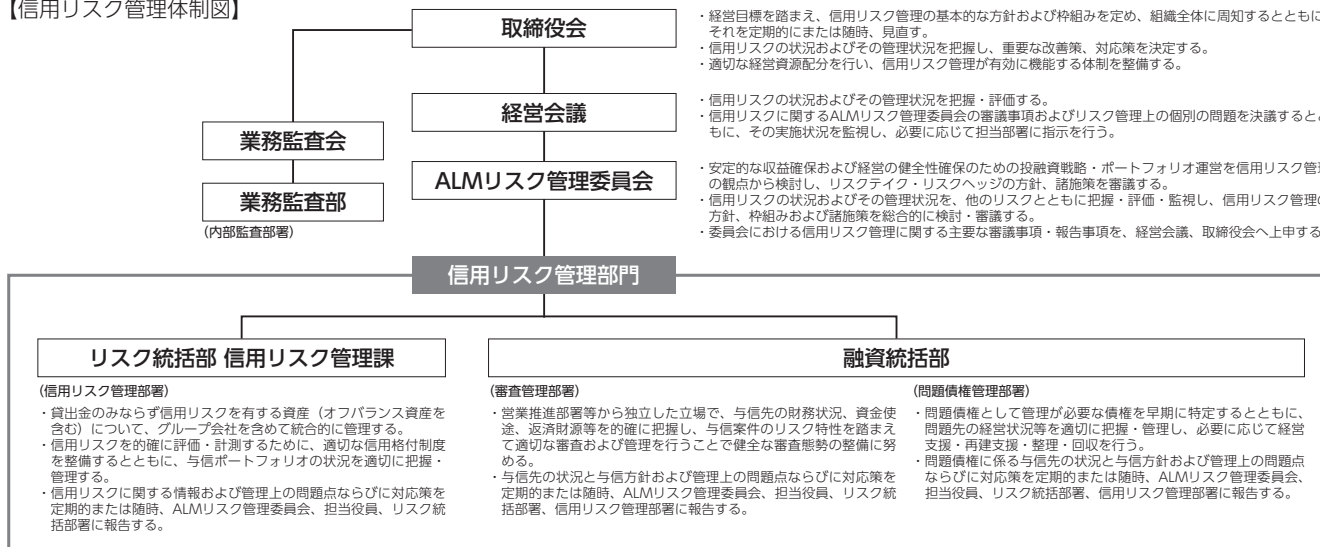 【信用リスク管理体制図】
取締役会
・経営目標を踏まえ、信用リスク管理の基本的な方針および枠組みを定め、組織全体に周知するとともに
それを定期的にまたは随時、見直す。
・信用リスクの状況およびその管理状況を把握し、重要な改善策、対応策を決定する。
・適切な経営資源配分を行い、信用リスク管理が有効に機能する体制を整備する。
経営会議
・信用リスクの状況およびその管理状況を把握・評価する。
・信用リスクに関するALMリスク管理委員会の審議事項およびリスク管理上の個別の問題を決議すると
もに、その実施状況を監視し、必要に応じて担当部署に指示を行う。
業務監査会
業務監査部
(内部監査部署)
ALMリスク管理委員会
・安定的な収益確保および経営の健全性確保のための投融資戦略・ポートフォリオ運営を信用リスク管理
の観点から検討し、リスクテイク・リスクヘッジの方針、諸施策を審議する。
・信用リスクの状況およびその管理状況を、他のリスクとともに把握・評価・監視し、信用リスク管理の
方針、枠組みおよび諸施策を総合的に検討・審議する。
・委員会における信用リスク管理に関する主要な審議事項・報告事項を、経営会議、取締役会へ上申する
信用リスク管理部門
リスク統括部 信用リスク管理課
(信用リスク管理部署)
・貸出金のみならず信用リスクを有する資産（オフバランス資産を
含む）について、グループ会社を含めて統合的に管理する。
・信用リスクを的確に評価・計測するために、適切な信用格付制度
を整備するとともに、与信ポートフォリオの状況を適切に把握・
管理する。
・信用リスクに関する情報および管理上の問題点ならびに対応策を
定期的または随時、ALMリスク管理委員会、担当役員、リスク統
括部署に報告する。
融資統括部
(審査管理部署)
・営業推進部署等から独立した立場で、与信先の財務状況、資金使
途、返済財源等を的確に把握し、与信案件のリスク特性を踏まえ
て適切な審査および管理を行うことで健全な審査態勢の整備に努
める。
・与信先の状況と与信方針および管理上の問題点ならびに対応策を
定期的または随時、ALMリスク管理委員会、担当役員、リスク統
括部署、信用リスク管理部署に報告する。
(問題債権管理部署)
・問題債権として管理が必要な債権を早期に特定するとともに、
問題先の経営状況等を適切に把握・管理し、必要に応じて経営
支援・再建支援・整理・回収を行う。
・問題債権に係る与信先の状況と与信方針および管理上の問題点
ならびに対応策を定期的または随時、ALMリスク管理委員会、
担当役員、リスク統括部署、信用リスク管理部署に報告する。